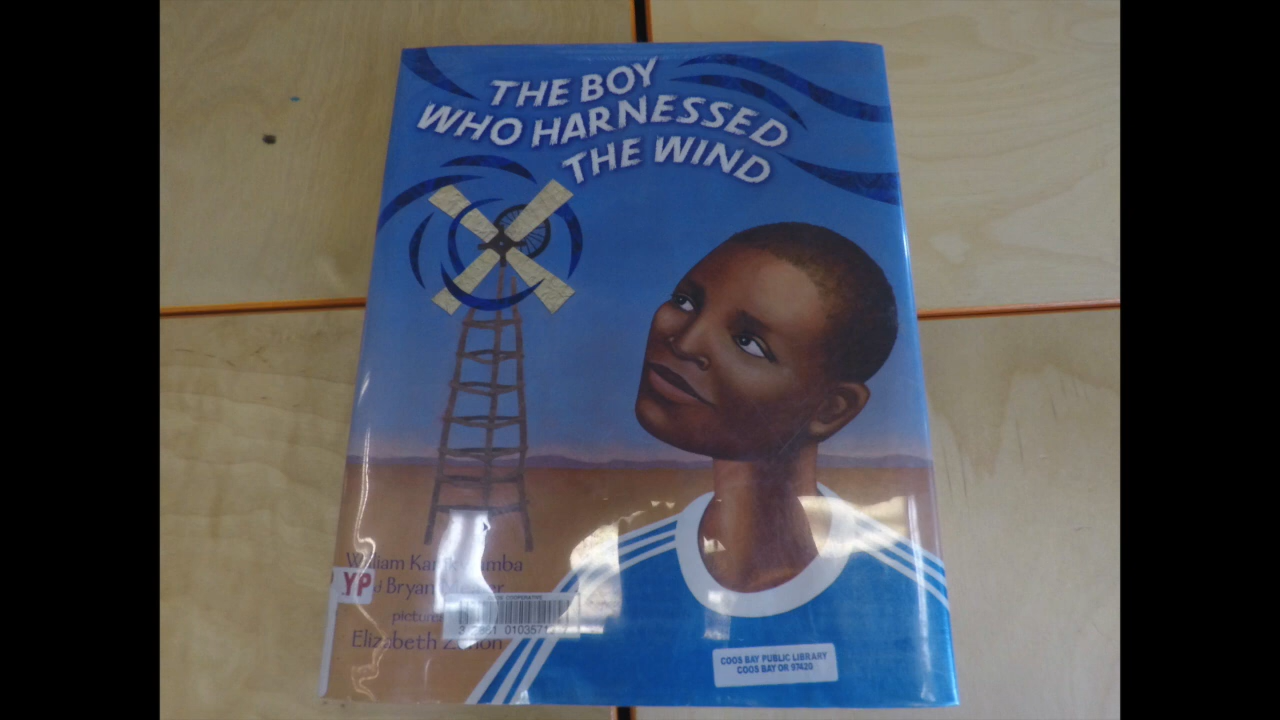 THE BOY
WHO HARNESSED
THE WIND
William Kamkwamba
Bryan
YP
pictures
Elizabeth Zunon
COOS BAY PUBLIC LIBRARY
COOS BAY OR 97420